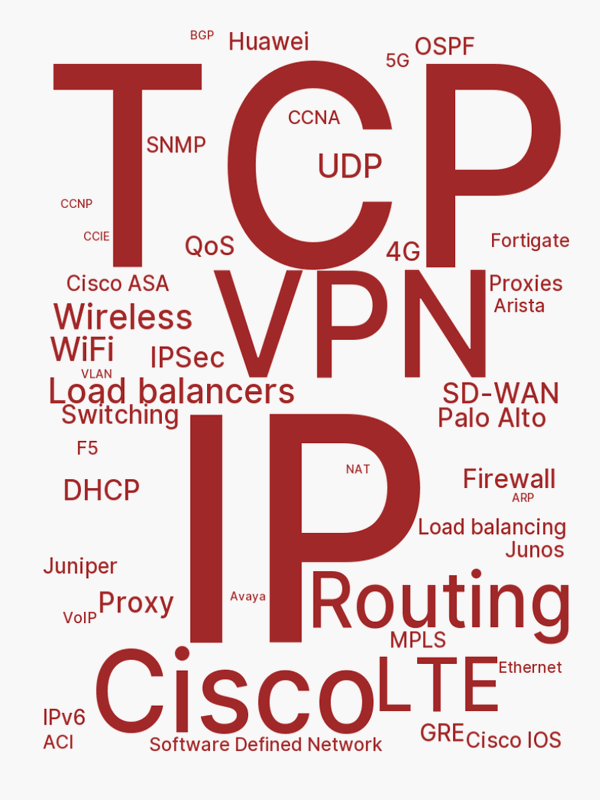 BGP
Huawei
OSPF
5G
TCP
CCNA
SNMP
UDP
CCNP
CCIE
QoS
4G
Fortigate
Cisco ASA
VPN
Proxies
Arista
Wireless
WiFi
IPSec
VLAN
Load balancers
SD-WAN
Switching
Palo Alto
F5
IP
NAT
DHCP
Firewall
ARP
Load balancing
Junos
Juniper
Proxy
Avaya
VoIP
Routing
MPLS
Cisco
LTE
Ethernet
IPv6
GRE
ACI
Software Defined Network
Cisco IOS